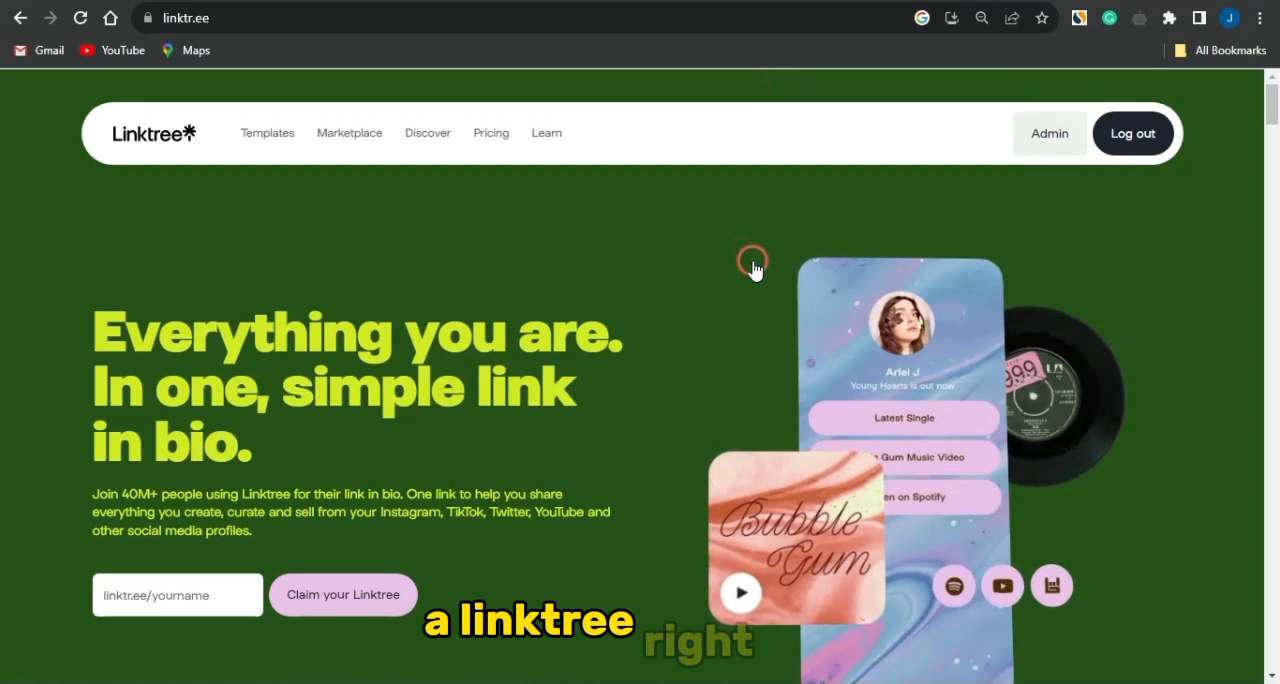 linktr.ee
Gmail
YouTube
Maps
All Bookmarks
J
Linktree
Templates
Marketplace
Discover
Pricing
Learn
Admin
Log out
Everything you are.
In one, simple link
in bio.
Join 40M+ people using Linktree for their link in bio. One link to help you share
everything you create, curate and sell from your Instagram, TikTok, Twitter, YouTube and
other social media profiles.
linktr.ee/yourname
Claim your Linktree
Ariel J
Young Hearts is out now
Latest Single
Gum Music Video
on Spotify
999
Bubble
Gum
a linktree right